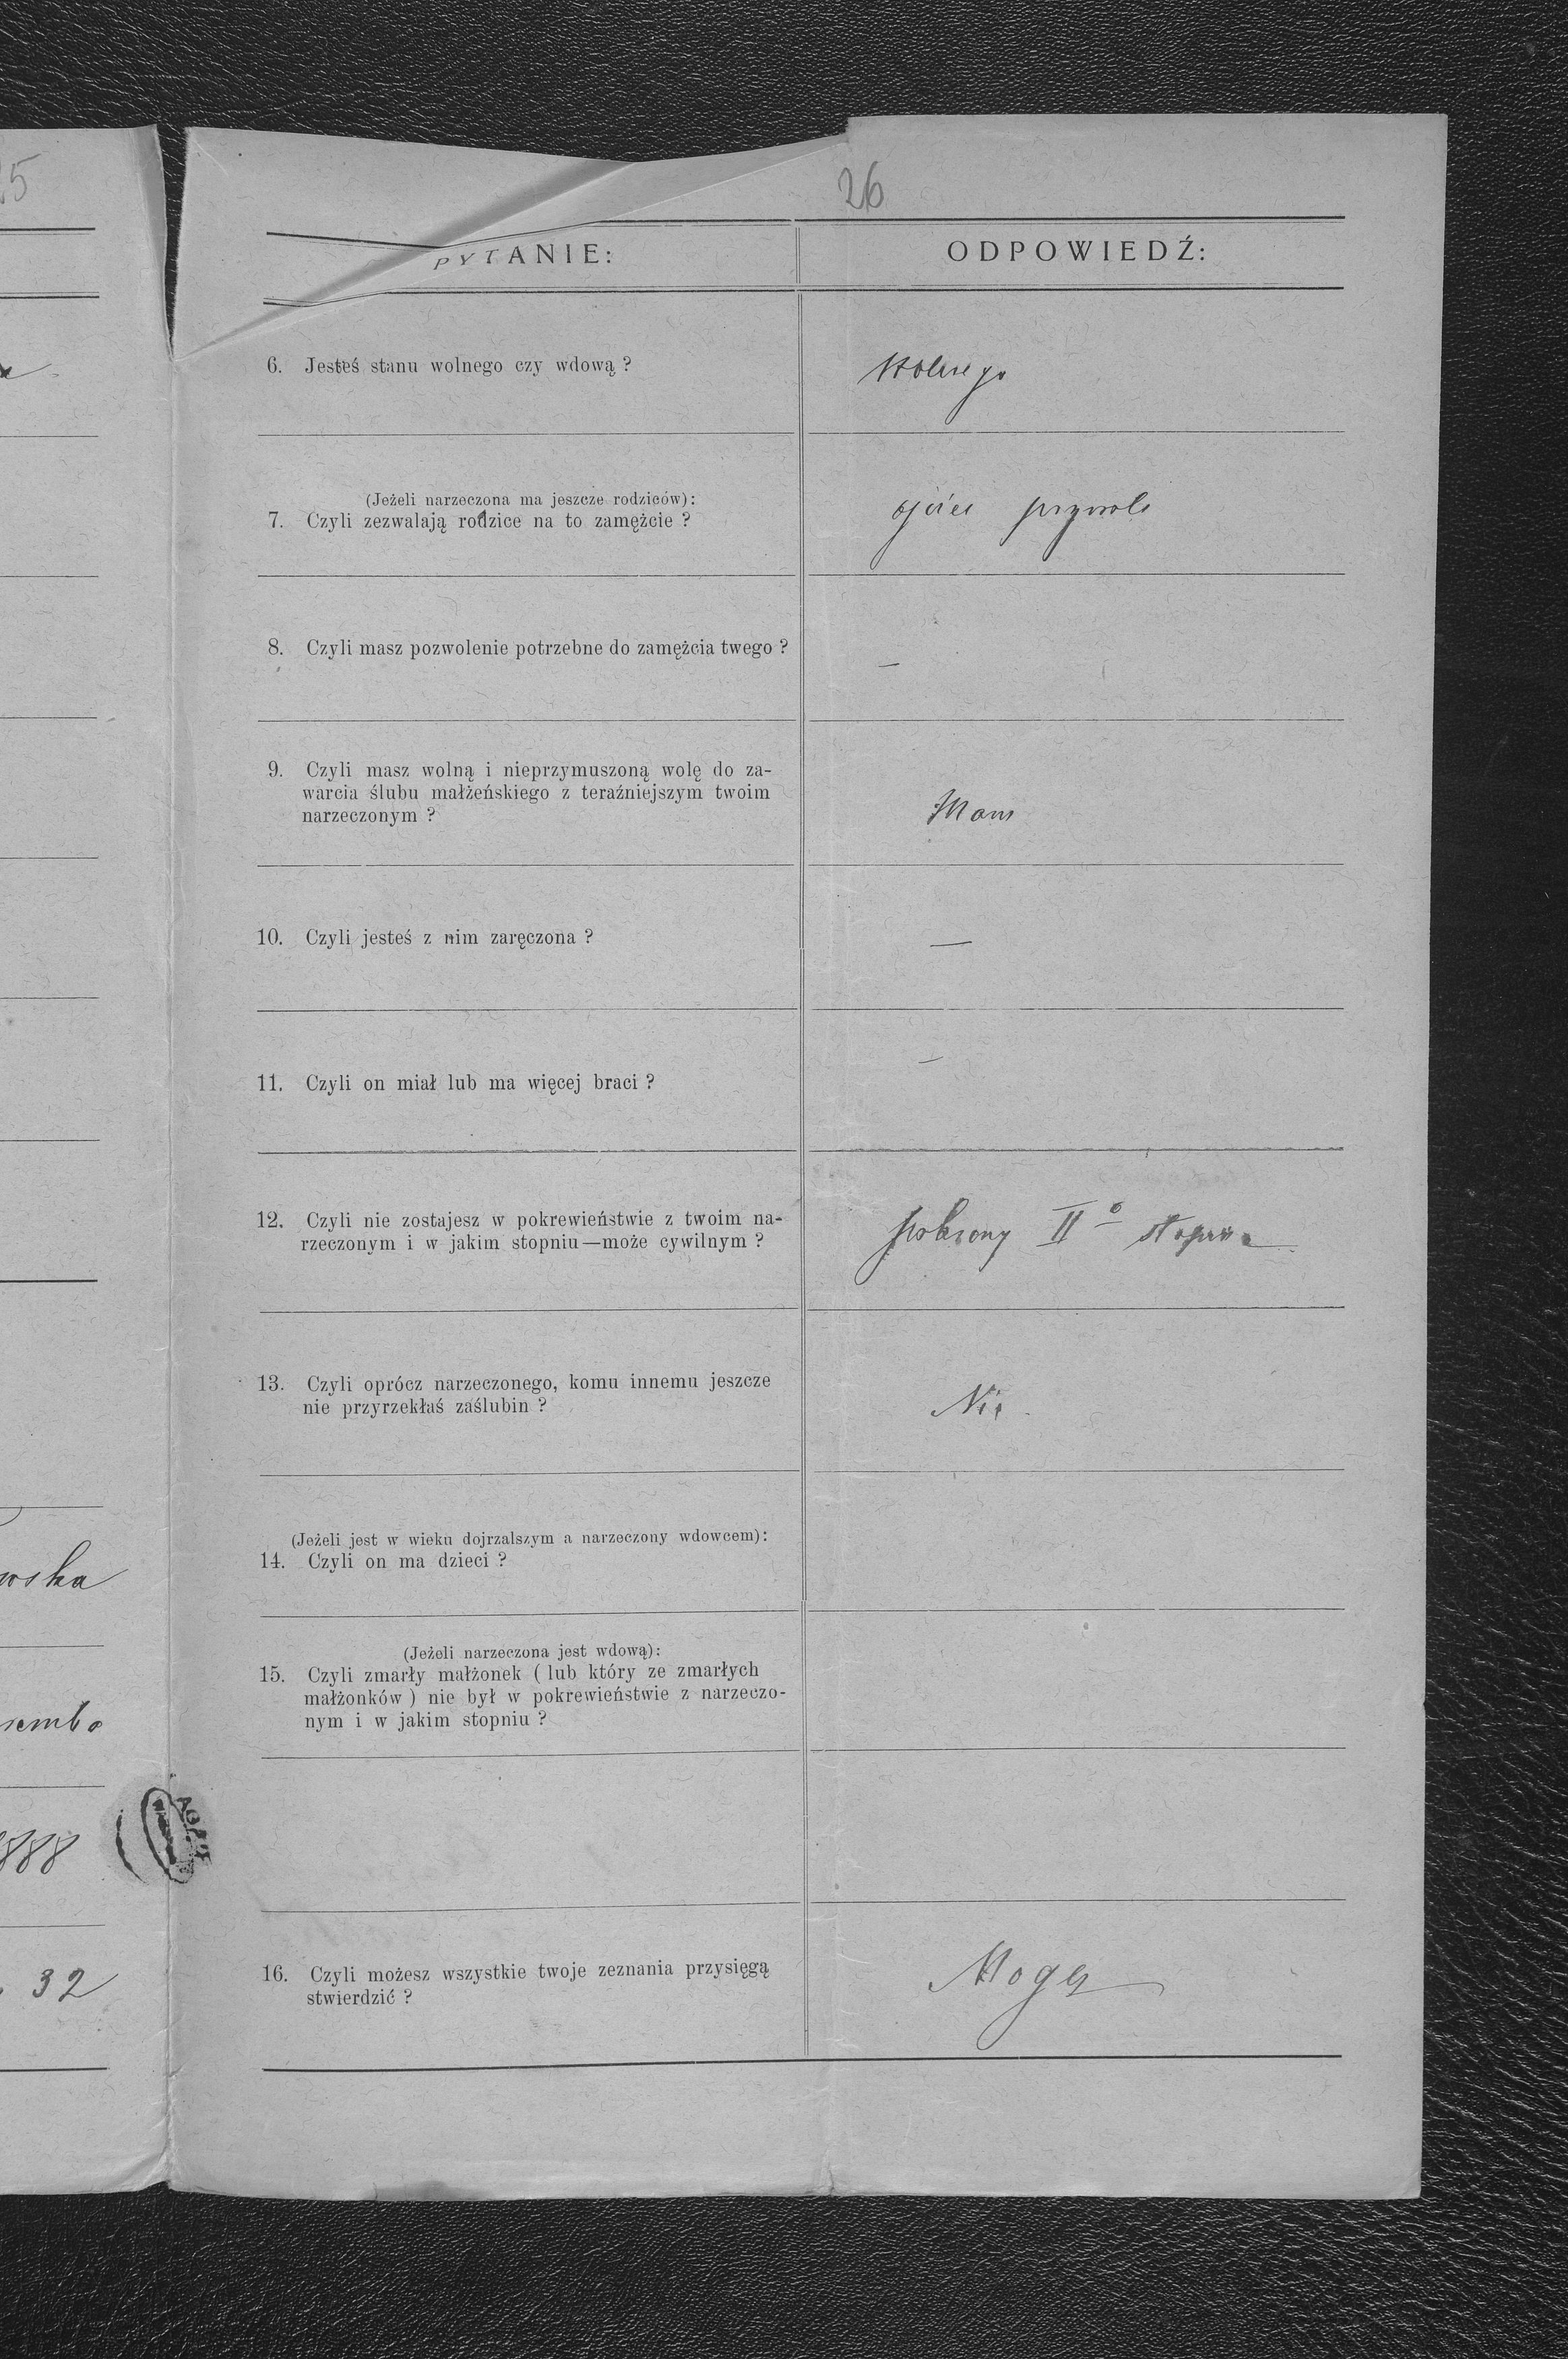 25
26
PYTANIE: ODPOWIEDŹ:
6. Jesteś stanu wolnego czy wdową ? Wolnego
(Jeżeli narzeczona ma jeszcze rodziców):
7. Czyli zezwalają rodzice na to zamężcie ? ojciec
8. Czyli masz pozwolenie potrzebne do zamężcia twego ? —
9. Czyli masz wolną i nieprzymuszoną wolę do za-
warcia ślubu małżeńskiego z teraźniejszym twoim
narzeczonym ? Mam
10. Czyli jesteś z nim zaręczona ? —
11. Czyli on miał lub ma więcej braci ? —
12. Czyli nie zostajesz w pokrewieństwie z twoim na-
rzeczonym i w jakim stopniu—może cywilnym ? II° stopnia
13. Czyli oprócz narzeczonego, komu innemu jeszcze
nie przyrzekłaś zaślubin ? Nie
(Jeżeli jest w wieku dojrzalszym a narzeczony wdowcem):
14. Czyli on ma dzieci ?
(Jeżeli narzeczona jest wdową):
15. Czyli zmarły małżonek ( lub który ze zmarłych
małżonków ) nie był w pokrewieństwie z narzeczo-
nym i w jakim stopniu ?
16. Czyli możesz wszystkie twoje zeznania przysięgą
stwierdzić ? Mogę
wska
1888
32